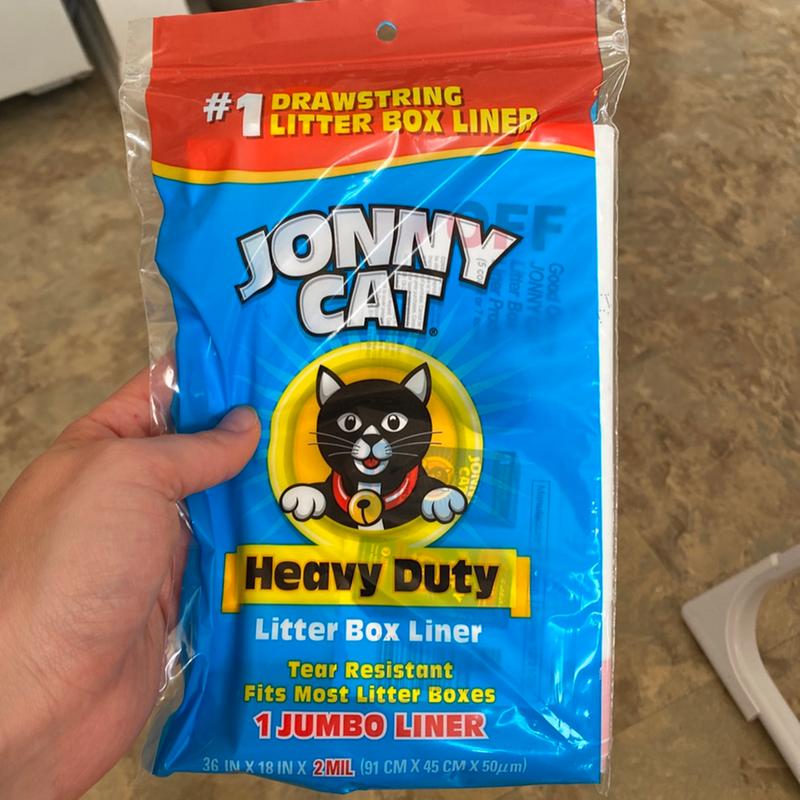 #1 DRAWSTRING
LITTER BOX LINER
OFF
JONNY
CAT®
Heavy Duty
Litter Box Liner
Tear Resistant
Fits Most Litter Boxes
1 JUMBO LINER
36 IN X 18 IN X 2 MIL (91 CM X 45 CM X 50µm)